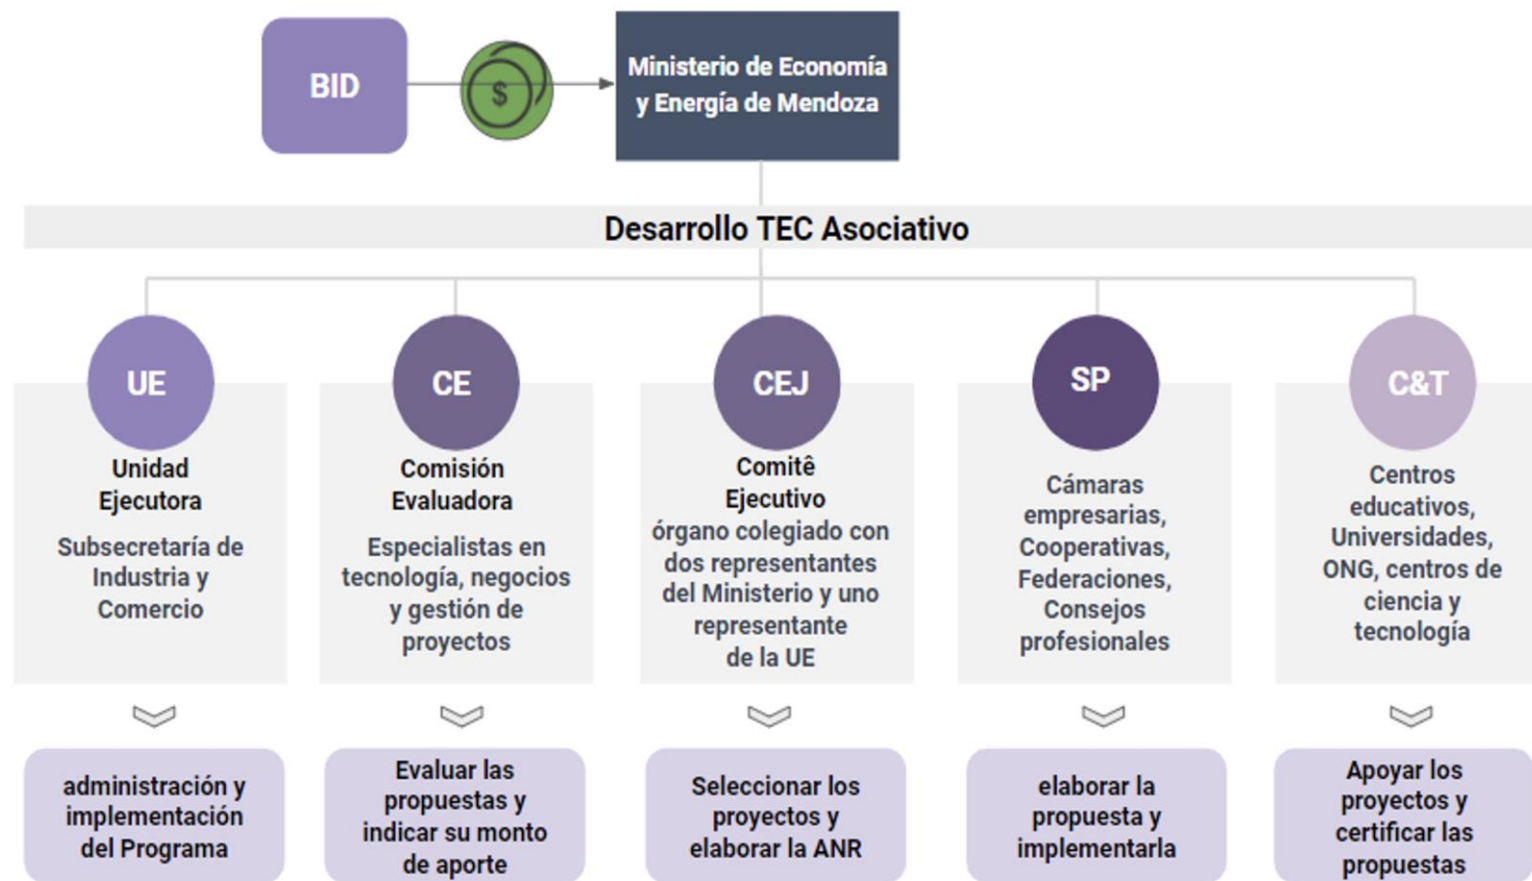 BID
$
Ministerio de Economía
y Energía de Mendoza
Desarrollo TEC Asociativo
UE
Unidad
Ejecutora
Subsecretaría de
Industria y
Comercio
administración y
implementación
del Programa
CE
Comisión
Evaluadora
Especialistas en
tecnología, negocios
y gestión de
proyectos
Evaluar las
propuestas y
indicar su monto
de aporte
CEJ
Comitê
Ejecutivo
órgano colegiado con
dos representantes
del Ministerio y uno
representante
de la UE
Seleccionar los
proyectos y
elaborar la ANR
SP
Cámaras
empresarias,
Cooperativas,
Federaciones,
Consejos
profesionales
elaborar la
propuesta y
implementarla
C&T
Centros
educativos,
Universidades,
ONG, centros de
ciencia y
tecnología
Apoyar los
proyectos y
certificar las
propuestas